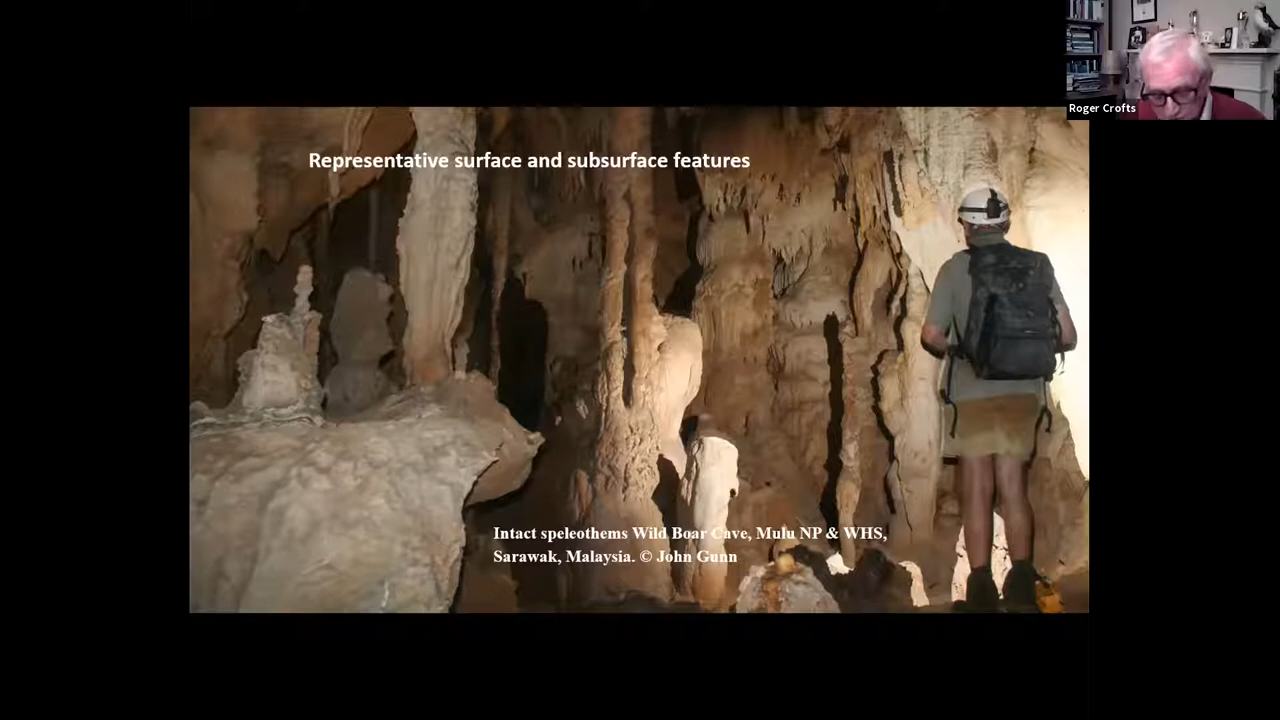 Roger Crofts
Representative surface and subsurface features
Intact speleothems Wild Boar Cave, Mulu NP & WHS,
Sarawak, Malaysia. © John Gunn